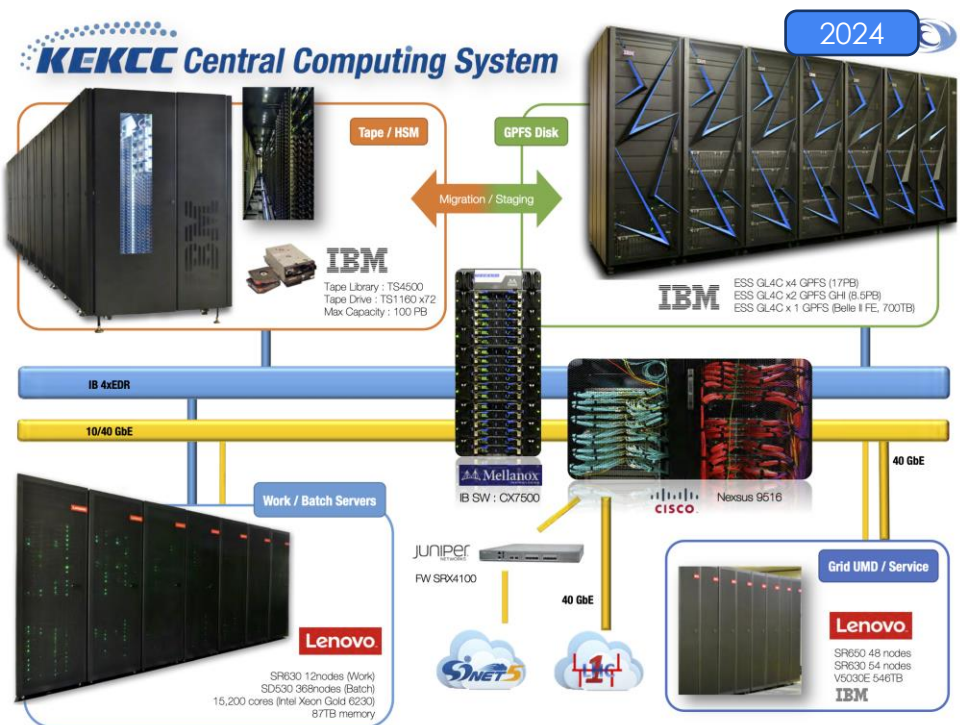 2024
KEKCC Central Computing System
Tape / HSM
GPFS Disk
Migration / Staging
IBM
IBM
Tape Library : TS4500
Tape Drive : TS1160 x72
Max Capacity : 100 PB
IBM
ESS GL4C x4 GPFS (17PB)
ESS GL4C x2 GPFS GHI (8.5PB)
ESS GL4C x 1 GPFS (Belle II FE, 700TB)
IB 4xEDR
10/40 GbE
40 GbE
Mellanox
IB SW : CX7500
CISCO
Nexsus 9516
Work / Batch Servers
Lenovo
Lenovo
SR630 12nodes (Work)
SD530 368nodes (Batch)
15,200 cores (Intel Xeon Gold 6230)
87TB memory
JUNIPER
NETWORKS
FW SRX4100
40 GbE
SINET5
LHC
1
Grid UMD / Service
Lenovo
SR650 48 nodes
SR630 54 nodes
V5030E 546TB
IBM